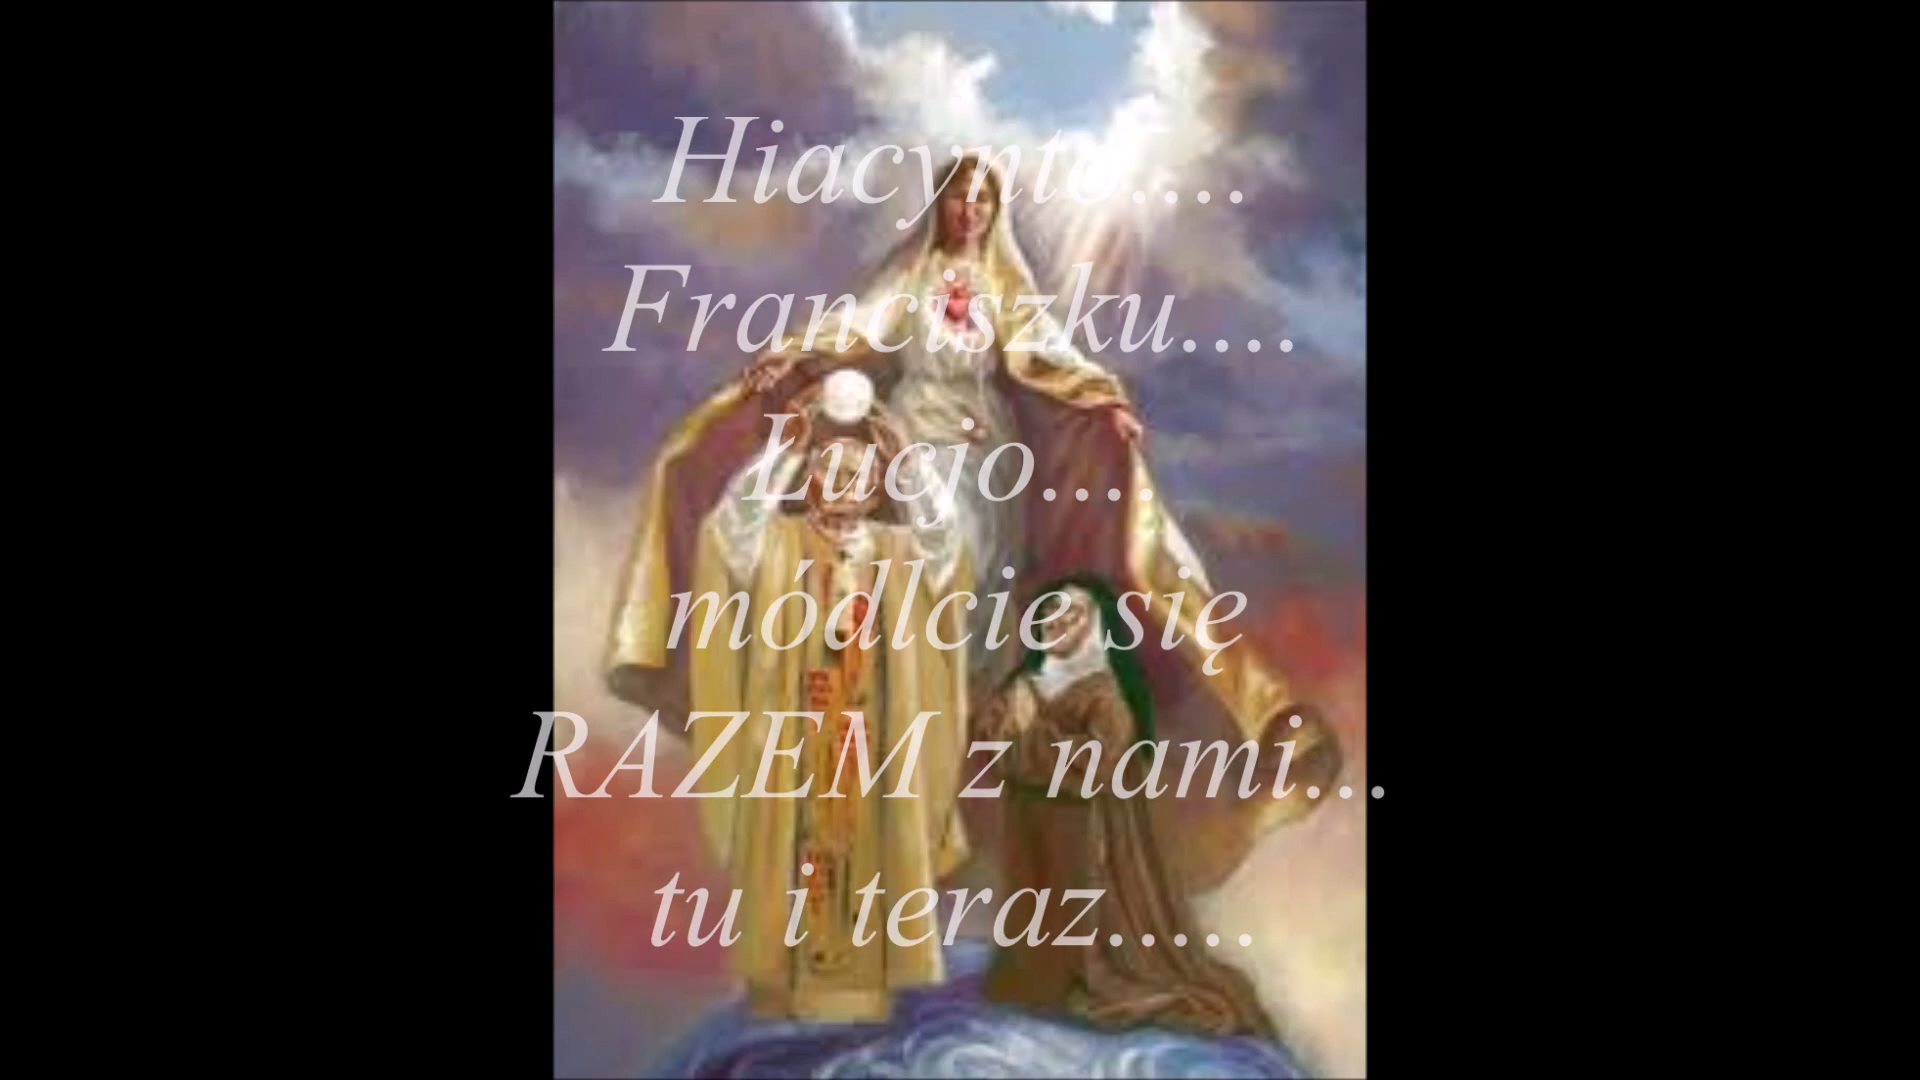 Hiacynto....
Franciszku....
Łucjo....
módlcie się
RAZEM z nami...
tu i teraz.....